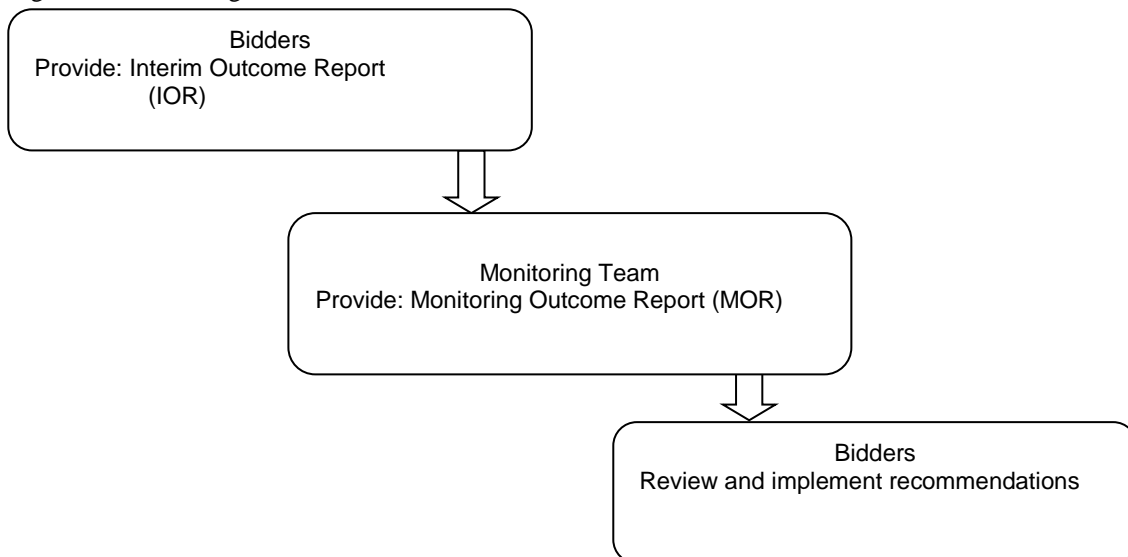 Bidders
Provide: Interim Outcome Report
(IOR)
Monitoring Team
Provide: Monitoring Outcome Report (MOR)
Bidders
Review and implement recommendations